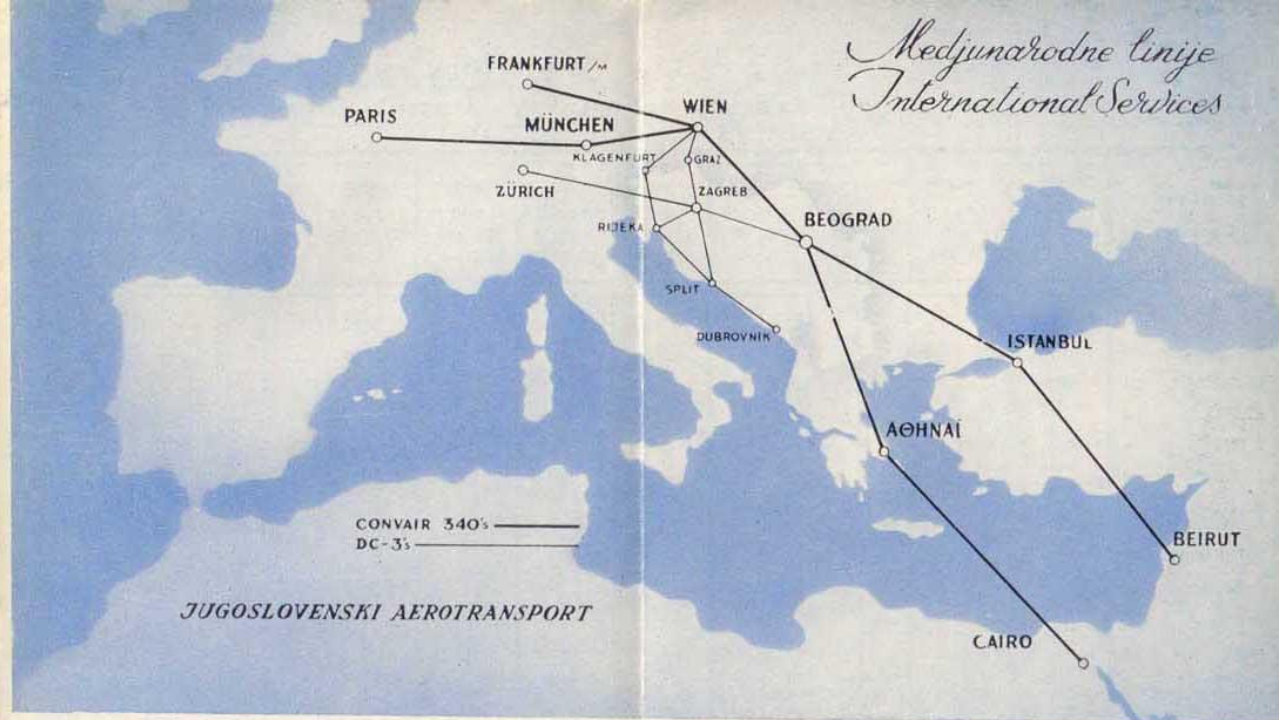 Medjunarodne linije
International Services
FRANKFURT/M
WIEN
PARIS
MÜNCHEN
KLAGENFURT
GRAZ
ZÜRICH
ZAGREB
BEOGRAD
RIJEKA
SPLIT
DUBROVNIK
ISTANBUL
ΑΘΗΝΑΪ
CONVAIR 340's
DC-3's
BEIRUT
JUGOSLOVENSKI AEROTRANSPORT
CAIRO